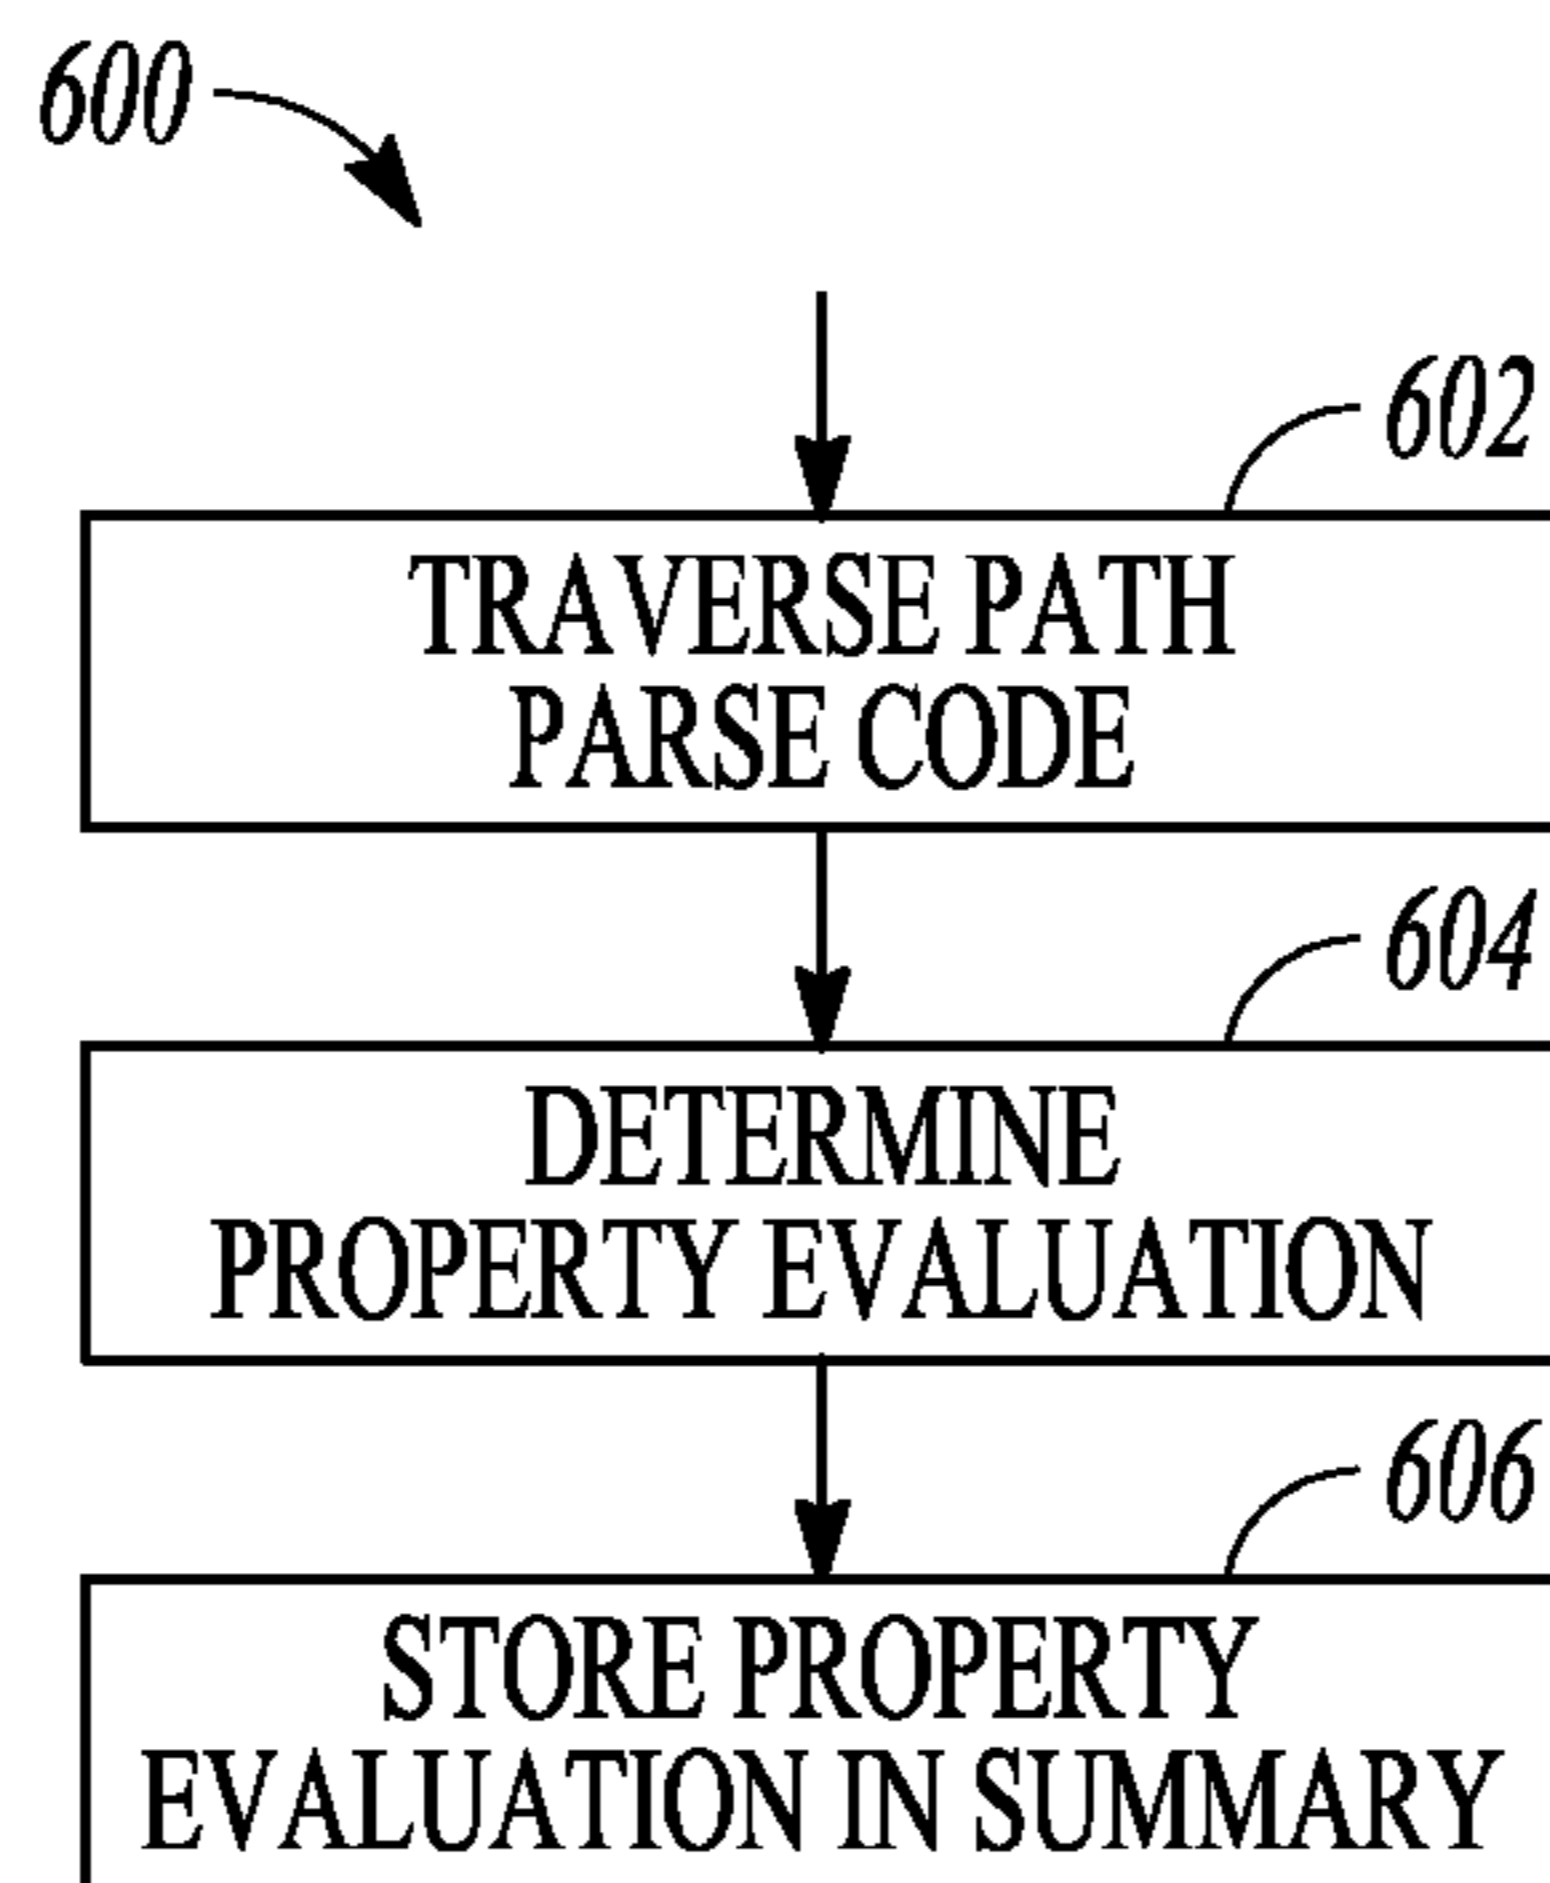 600
602
TRAVERSE PATH
PARSE CODE
604
DETERMINE
PROPERTY EVALUATION
606
STORE PROPERTY
EVALUATION IN SUMMARY